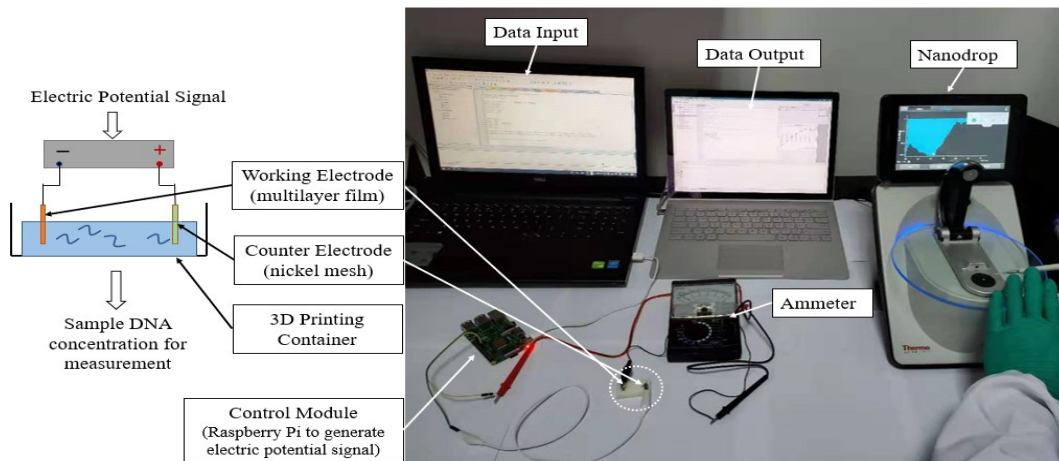 Electric Potential Signal
−
+
Sample DNA
concentration for
measurement
Working Electrode
(multilayer film)
Counter Electrode
(nickel mesh)
3D Printing
Container
Control Module
(Raspberry Pi to generate
electric potential signal)
Data Input
Data Output
Nanodrop
Ammeter
DELL
Thermo